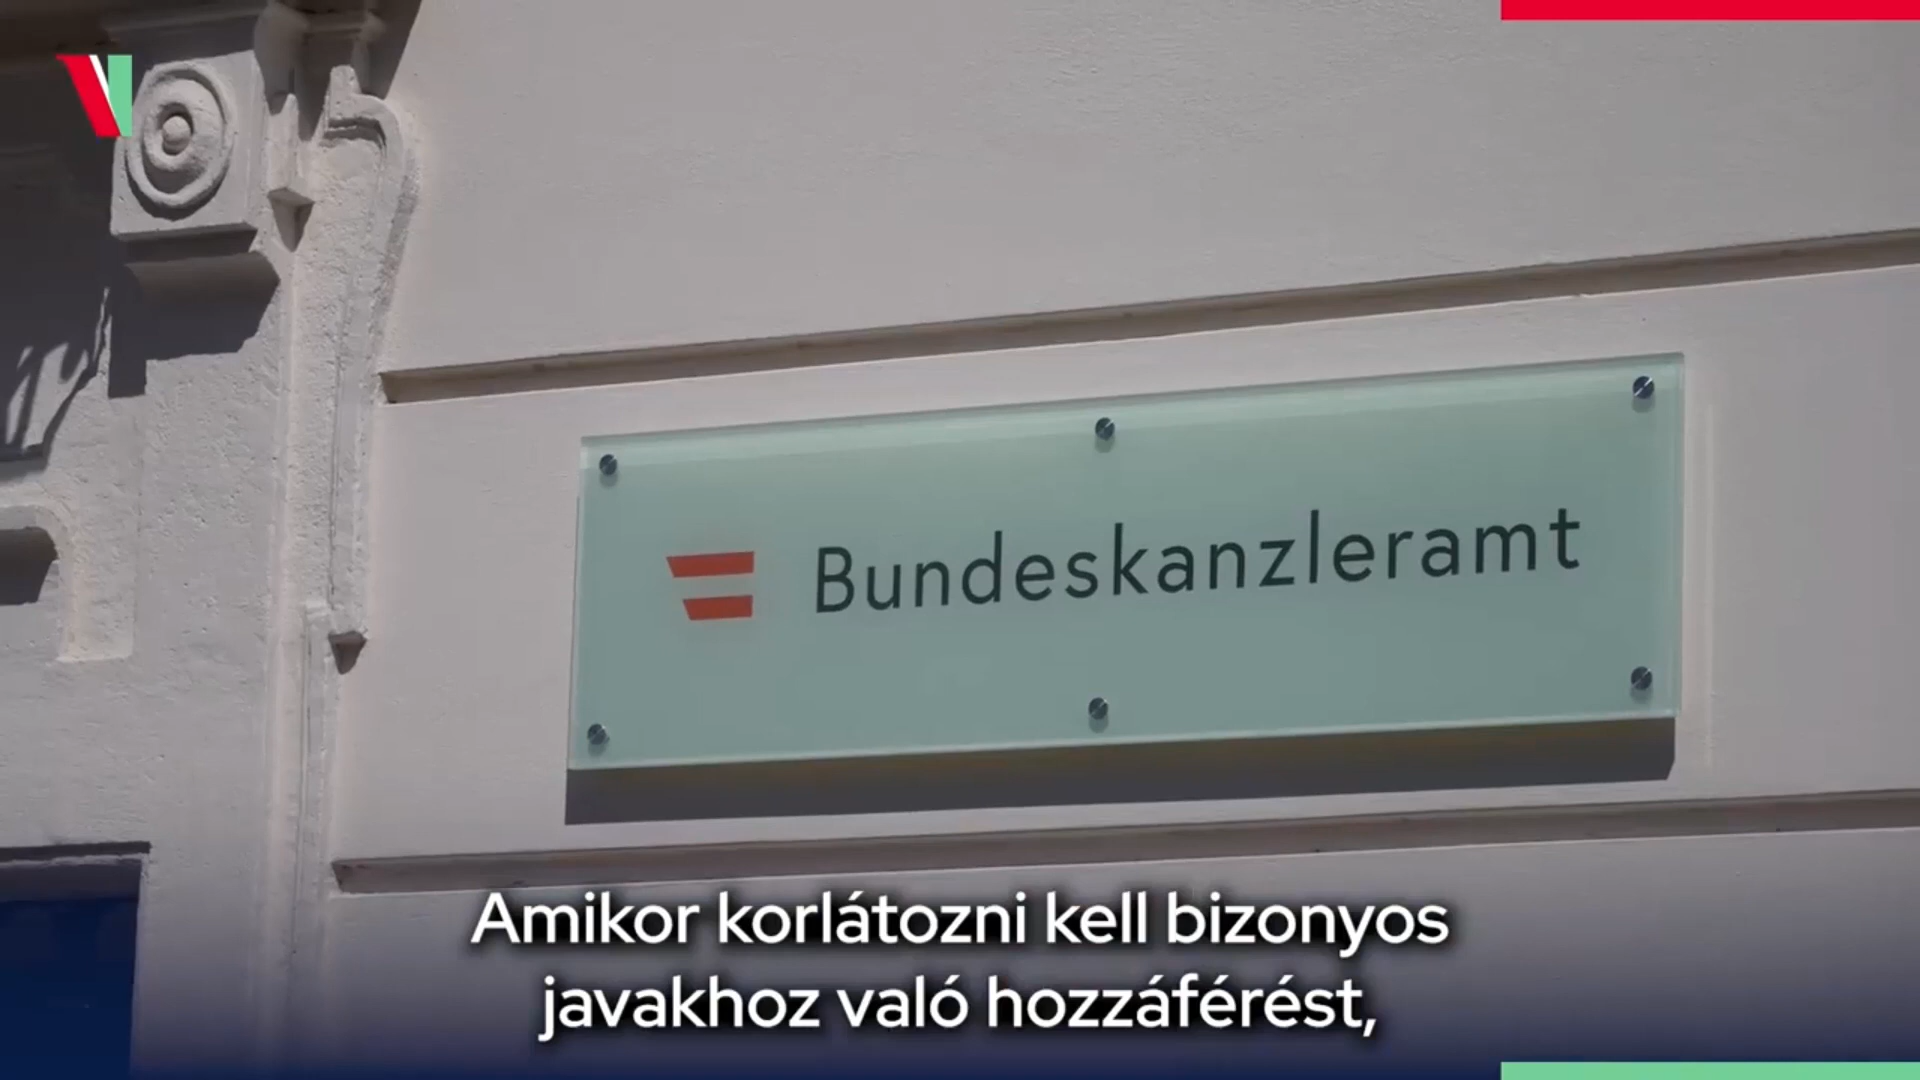 Bundeskanzleramt
Amikor korlátozni kell bizonyos
javakhoz való hozzáférést,